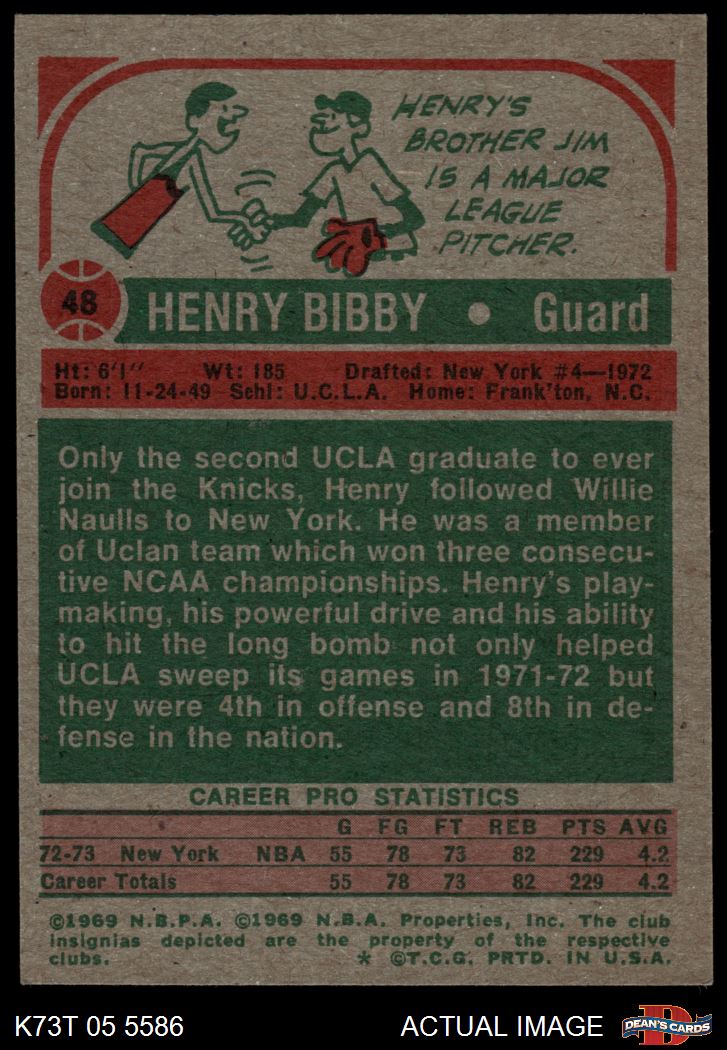 HENRY'S
BROTHER JIM
IS A MAJOR
LEAGUE
PITCHER.
48 HENRY BIBBY • Guard
Ht: 6'1" Wt: 185 Drafted: New York #4—1972
Born: 11-24-49 Schl: U.C.L.A. Home: Frank'ton, N.C.
Only the second UCLA graduate to ever
join the Knicks, Henry followed Willie
Naulls to New York. He was a member
of Uclan team which won three consecu-
tive NCAA championships. Henry's play-
making, his powerful drive and his ability
to hit the long bomb not only helped
UCLA sweep its games in 1971-72 but
they were 4th in offense and 8th in de-
fense in the nation.
CAREER PRO STATISTICS
G FG FT REB PTS AVG
72-73 New York NBA 55 78 73 82 229 4.2
Career Totals 55 78 73 82 229 4.2
©1969 N.B.P.A. ©1969 N.B.A. Properties, Inc. The club
insignias depicted are the property of the respective
clubs. * ©T.C.G. PRTD. IN U.S.A.
K73T 05 5586 ACTUAL IMAGE D DEAN'S CARDS